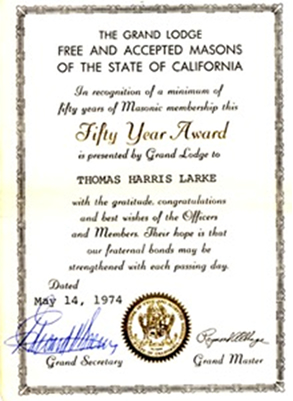 THE GRAND LODGE
FREE AND ACCEPTED MASONS
OF THE STATE OF CALIFORNIA
In recognition of a minimum of
fifty years of Masonic membership this
Fifty Year Award
is presented by Grand Lodge to
THOMAS HARRIS LARKE
with the gratitude, congratulations
and best wishes of the Officers
and Members. Their hope is that
our fraternal bonds may be
strengthened with each passing day.
Dated
May 14, 1974
Grand Secretary
Grand Master